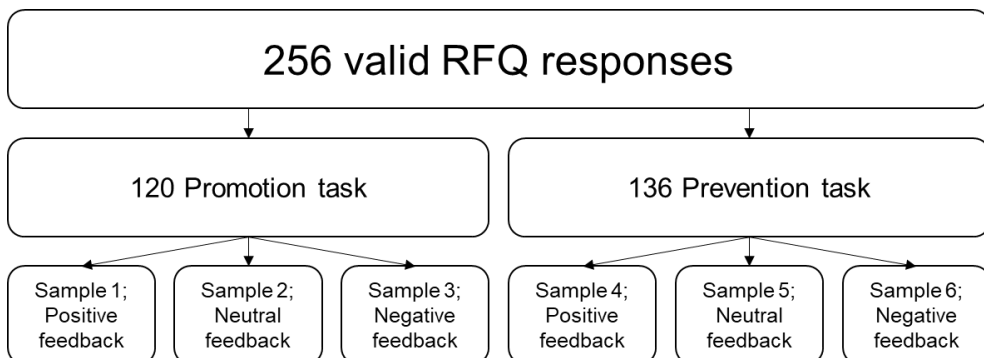 256 valid RFQ responses
120 Promotion task
136 Prevention task
Sample 1;
Positive
feedback
Sample 2;
Neutral
feedback
Sample 3;
Negative
feedback
Sample 4;
Positive
feedback
Sample 5;
Neutral
feedback
Sample 6;
Negative
feedback